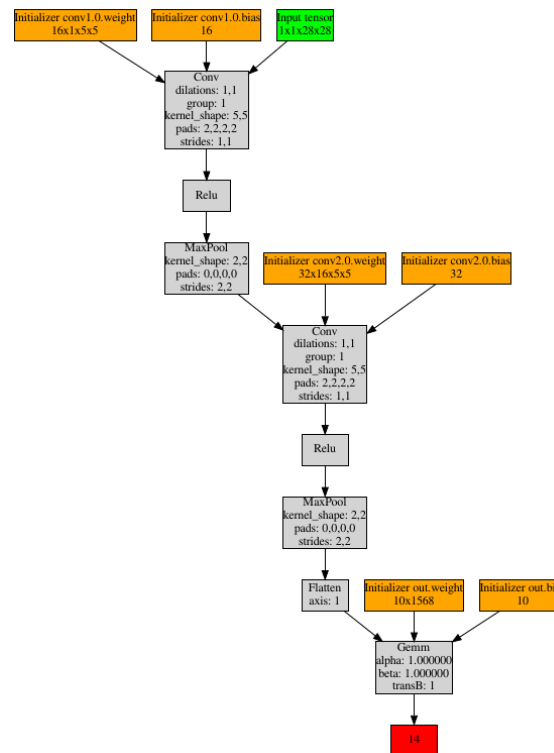 Initializer conv1.0.weight
16x1x5x5
Initializer conv1.0.bias
16
Input tensor
1x1x28x28
Conv
dilations: 1,1
group: 1
kernel_shape: 5,5
pads: 2,2,2,2
strides: 1,1
Relu
MaxPool
kernel_shape: 2,2
pads: 0,0,0,0
strides: 2,2
Initializer conv2.0.weight
32x16x5x5
Initializer conv2.0.bias
32
Conv
dilations: 1,1
group: 1
kernel_shape: 5,5
pads: 2,2,2,2
strides: 1,1
Relu
MaxPool
kernel_shape: 2,2
pads: 0,0,0,0
strides: 2,2
Flatten
axis: 1
Initializer out.weight
10x1568
Initializer out.bi
10
Gemm
alpha: 1.000000
beta: 1.000000
transB: 1
14